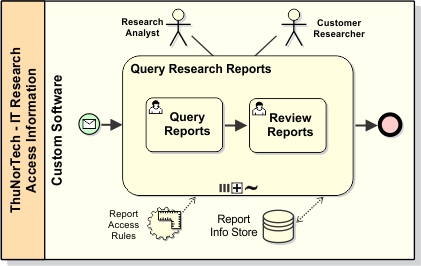 ThuNorTech - IT Research
Access Information
Custom Software
Research
Analyst
Customer
Researcher
Query Research Reports
Query
Reports
Review
Reports
Report
Access
Rules
Report
Info Store